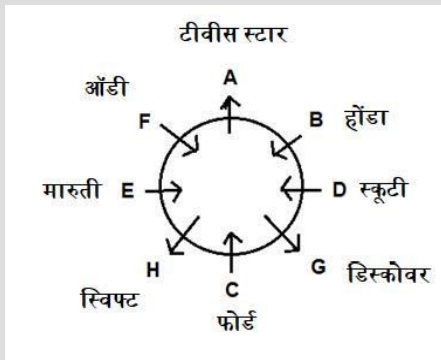 टीवीस स्टार
A
ऑडी
F
B होंडा
मारुती E
D स्कूटी
H
G डिस्कोवर
स्विफ्ट
C
फोर्ड